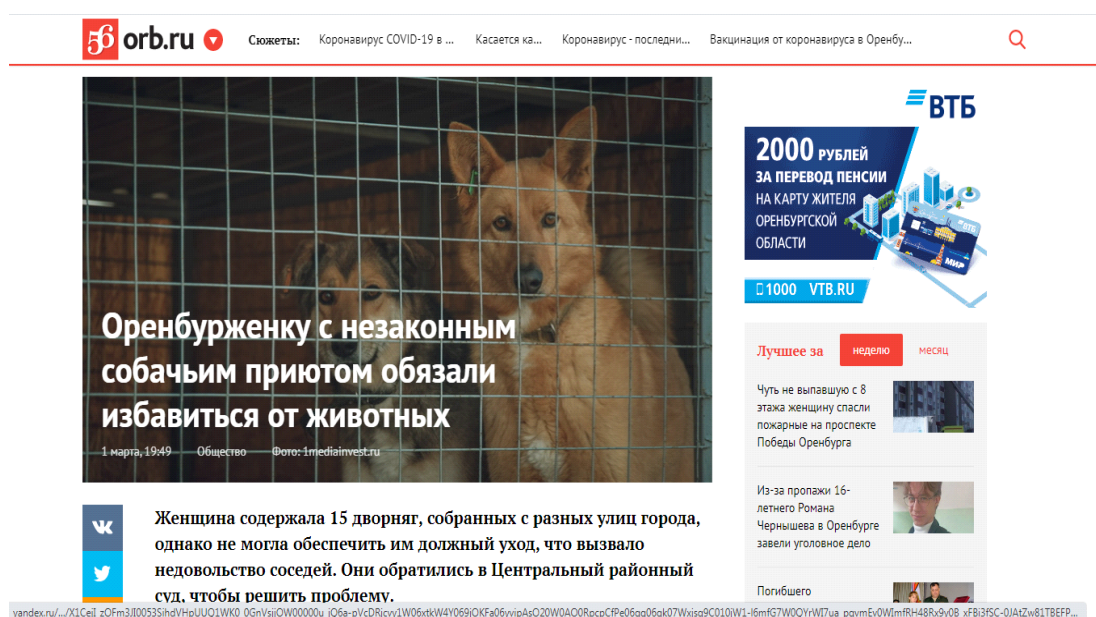 56 orb.ru
Сюжеты: Коронавирус COVID-19 в ... Касается ка... Коронавирус - последни... Вакцинация от коронавируса в Оренбу...
Оренбурженку с незаконным
собачьим приютом обязали
избавиться от животных
1 марта, 19:49 Общество Фото: 1mediainvest.ru
Женщина содержала 15 дворняг, собранных с разных улиц города,
однако не могла обеспечить им должный уход, что вызвало
недовольство соседей. Они обратились в Центральный районный
суд, чтобы решить проблему.
ВТБ
2000 РУБЛЕЙ
ЗА ПЕРЕВОД ПЕНСИИ
НА КАРТУ ЖИТЕЛЯ
ОРЕНБУРГСКОЙ
ОБЛАСТИ
ВТБ
МИР
1000 VTB.RU
Лучшее за неделю месяц
Чуть не выпавшую с 8
этажа женщину спасли
пожарные на проспекте
Победы Оренбурга
Из-за пропажи 16-
летнего Романа
Чернышева в Оренбурге
завели уголовное дело
Погибшего